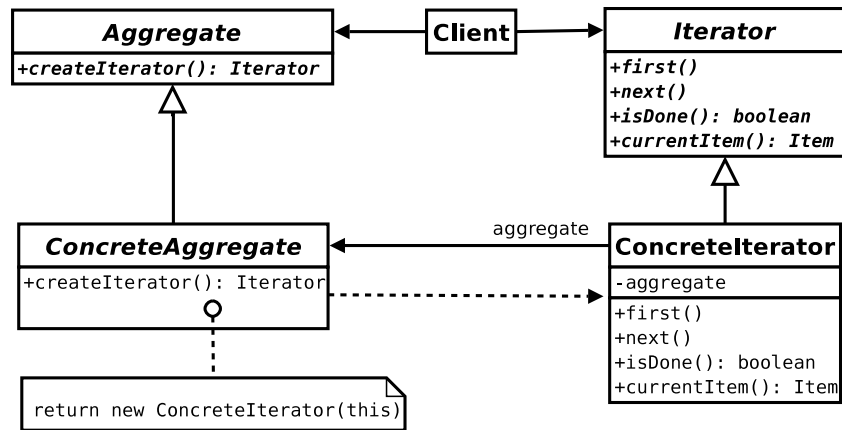 Aggregate
+createIterator(): Iterator
Client
Iterator
+first()
+next()
+isDone(): boolean
+currentItem(): Item
ConcreteAggregate
+createIterator(): Iterator
aggregate
ConcreteIterator
-aggregate
+first()
+next()
+isDone(): boolean
+currentItem(): Item
return new ConcreteIterator(this)